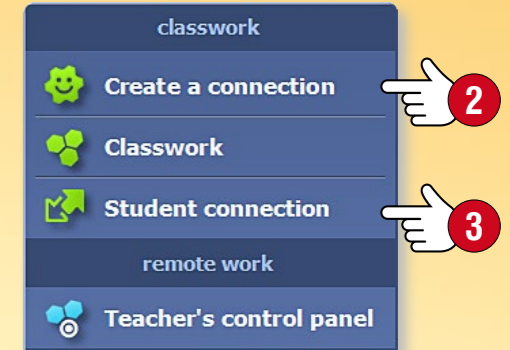 classwork
Create a connection
2
Classwork
Student connection
3
remote work
Teacher's control panel